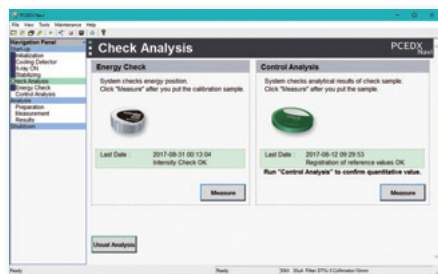 PCEDX Navi
File View Tools Maintenance Help
Navigation Panel
Start-up
Initialization
Cooling Detector
X-ray ON
Stabilizing
Check Analysis
Energy Check
Control Analysis
Analysis
Preparation
Measurement
Results
Shutdown
Check Analysis
PCEDX Navi
Energy Check
System checks energy position.
Click "Measure" after you put the calibration sample.
Last Date : 2017-08-31 00:13:04
Intensity Check OK
Measure
Control Analysis
System checks analytical results of check sample.
Click "Measure" after you put the sample.
Last Date : 2017-08-12 09:29:53
Registration of reference values OK
Run "Control Analysis" to confirm quantitative value.
Measure
Usual Analysis
Ready
Ready